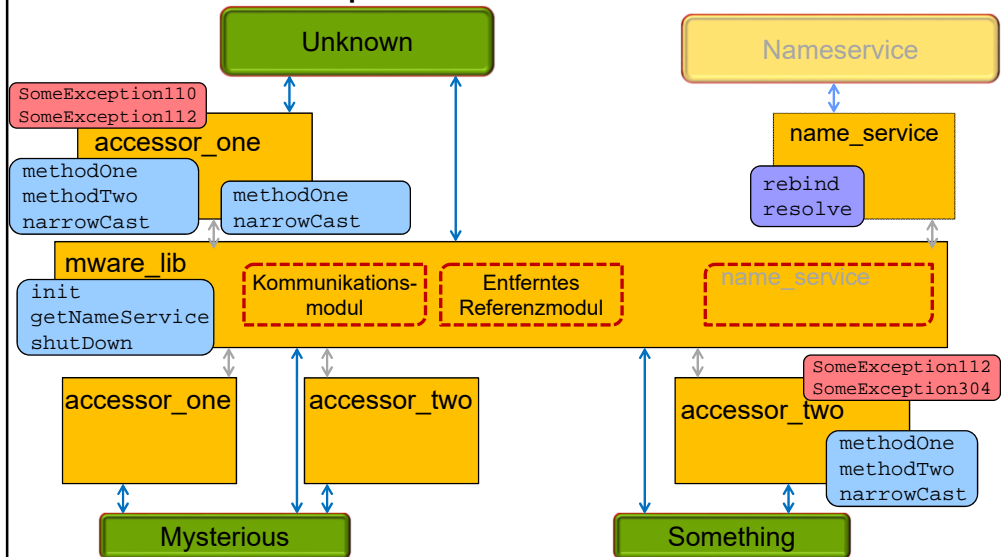 Unknown
Nameservice
SomeException110
SomeException112
accessor_one
methodOne
methodTwo
narrowCast
methodOne
narrowCast
name_service
rebind
resolve
mware_lib
init
getNameService
shutDown
Kommunikations-
modul
Entferntes
Referenzmodul
name_service
accessor_one
accessor_two
SomeException112
SomeException304
accessor_two
methodOne
methodTwo
narrowCast
Mysterious
Something